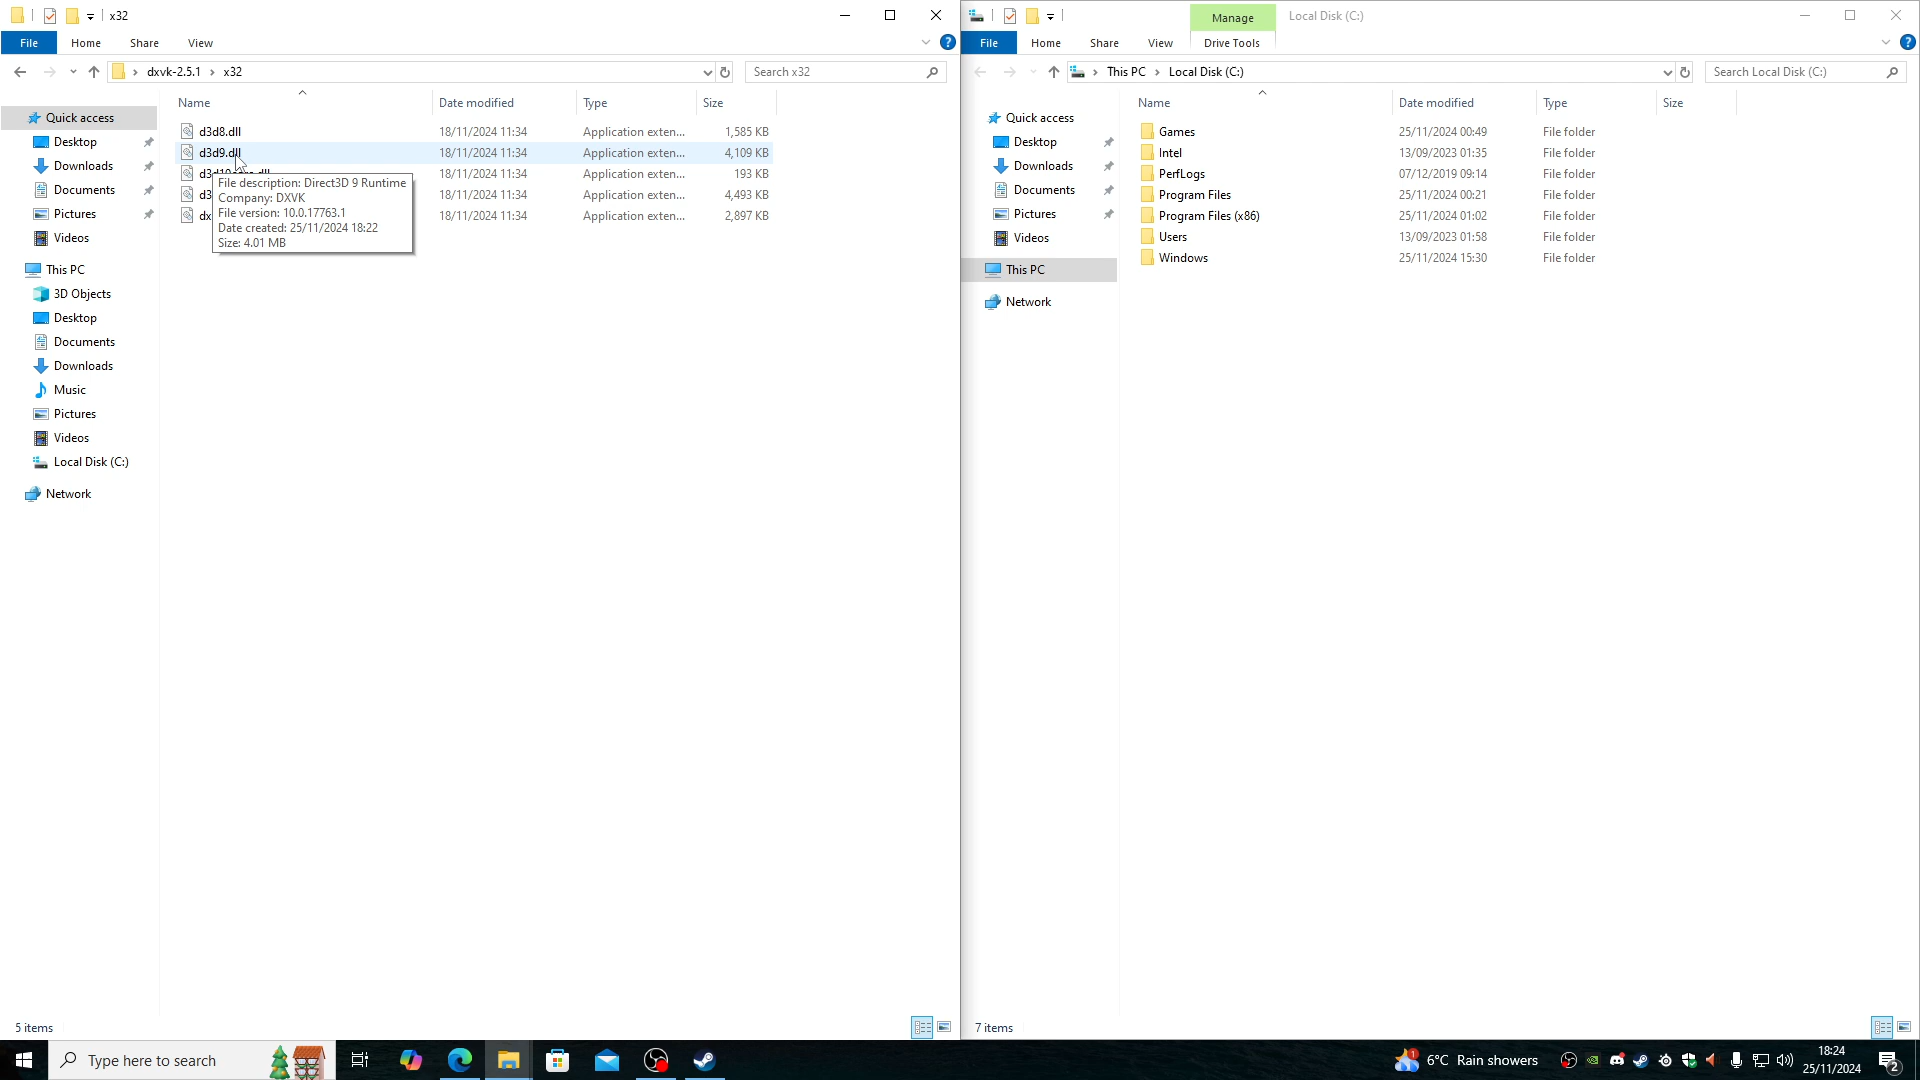 x32
File Home Share View
dxvk-2.5.1 x32
Search x32
Quick access
Desktop
Downloads
Documents
Pictures
Videos
This PC
3D Objects
Desktop
Documents
Downloads
Music
Pictures
Videos
Local Disk (C:)
Network
Name Date modified Type Size
d3d8.dll 18/11/2024 11:34 Application exten... 1,585 KB
d3d9.dll 18/11/2024 11:34 Application exten... 4,109 KB
18/11/2024 11:34 Application exten... 193 KB
d3 18/11/2024 11:34 Application exten... 4,493 KB
dx 18/11/2024 11:34 Application exten... 2,897 KB
File description: Direct3D 9 Runtime
Company: DXVK
File version: 10.0.17763.1
Date created: 25/11/2024 18:22
Size: 4.01 MB
5 items
Manage Local Disk (C:)
File Home Share View Drive Tools
This PC Local Disk (C:)
Search Local Disk (C:)
Quick access
Desktop
Downloads
Documents
Pictures
Videos
This PC
Network
Name Date modified Type Size
Games 25/11/2024 00:49 File folder
Intel 13/09/2023 01:35 File folder
PerfLogs 07/12/2019 09:14 File folder
Program Files 25/11/2024 00:21 File folder
Program Files (x86) 25/11/2024 01:02 File folder
Users 13/09/2023 01:58 File folder
Windows 25/11/2024 15:30 File folder
7 items
Type here to search
1
6°C Rain showers
18:24
25/11/2024
2